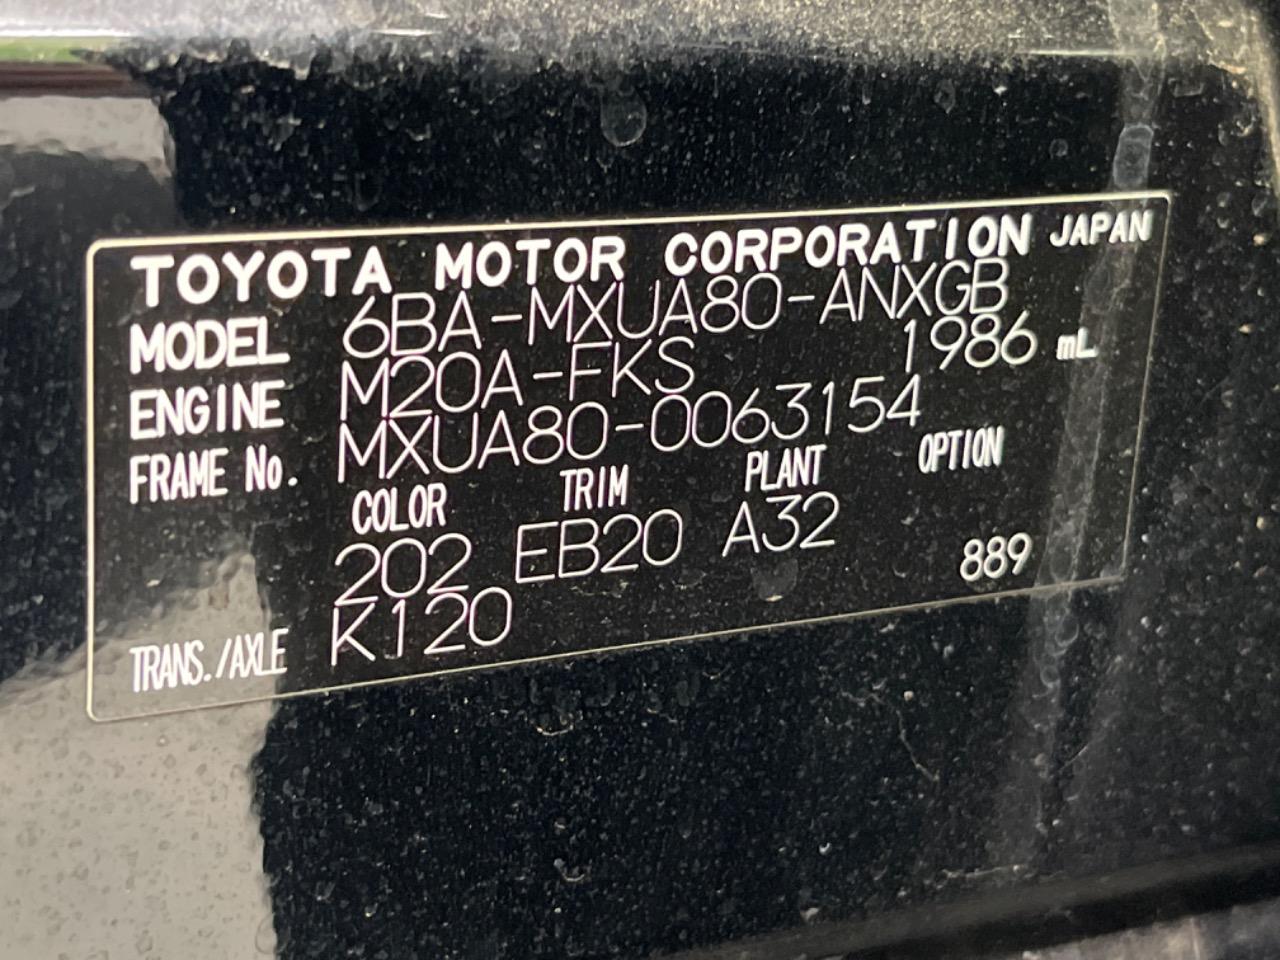 TOYOTA MOTOR CORPORATION JAPAN
MODEL 6BA-MXUA80-ANXGB
ENGINE M20A-FKS 1986 mL
FRAME No. MXUA80-0063154
COLOR TRIM PLANT OPTION
202 EB20 A32
889
TRANS./AXLE K120